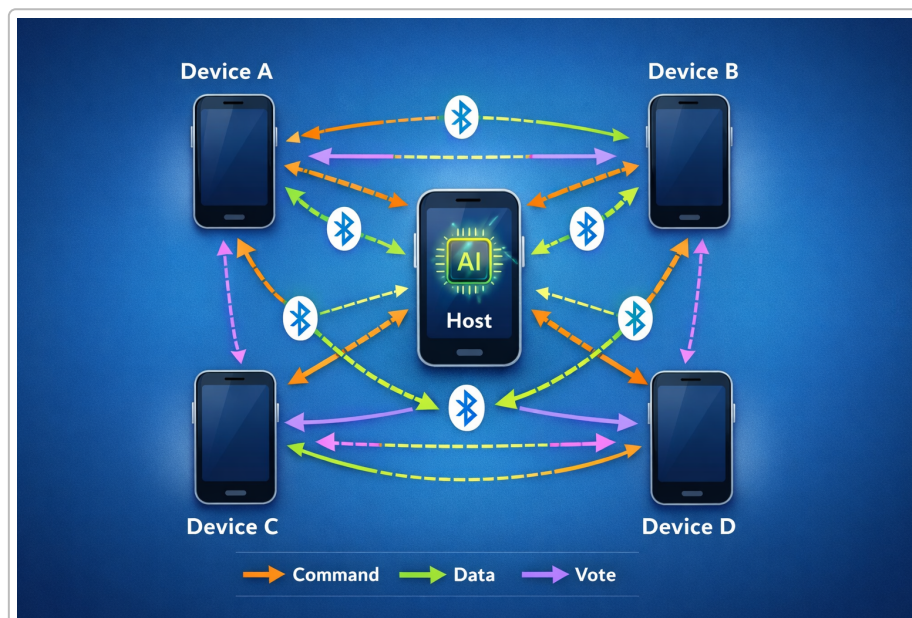 Device A
Device B
AI
Host
Device C
Device D
Command
Data
Vote